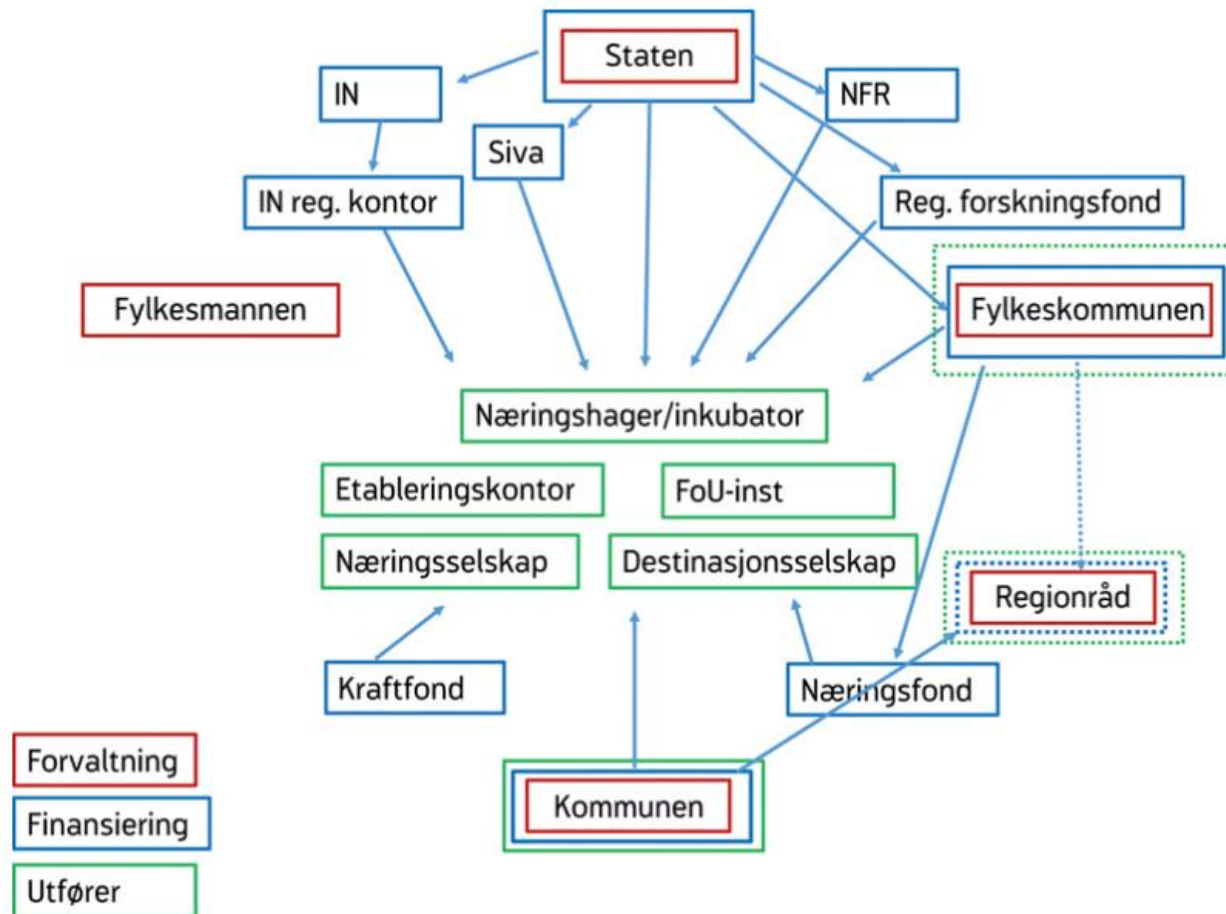 Staten
IN
NFR
Siva
IN reg. kontor
Reg. forskningsfond
Fylkesmannen
Fylkeskommunen
Næringshager/inkubator
Etableringskontor
FoU-inst
Næringsselskap
Destinasjonsselskap
Regionråd
Kraftfond
Næringsfond
Kommunen
Forvaltning
Finansiering
Utfører